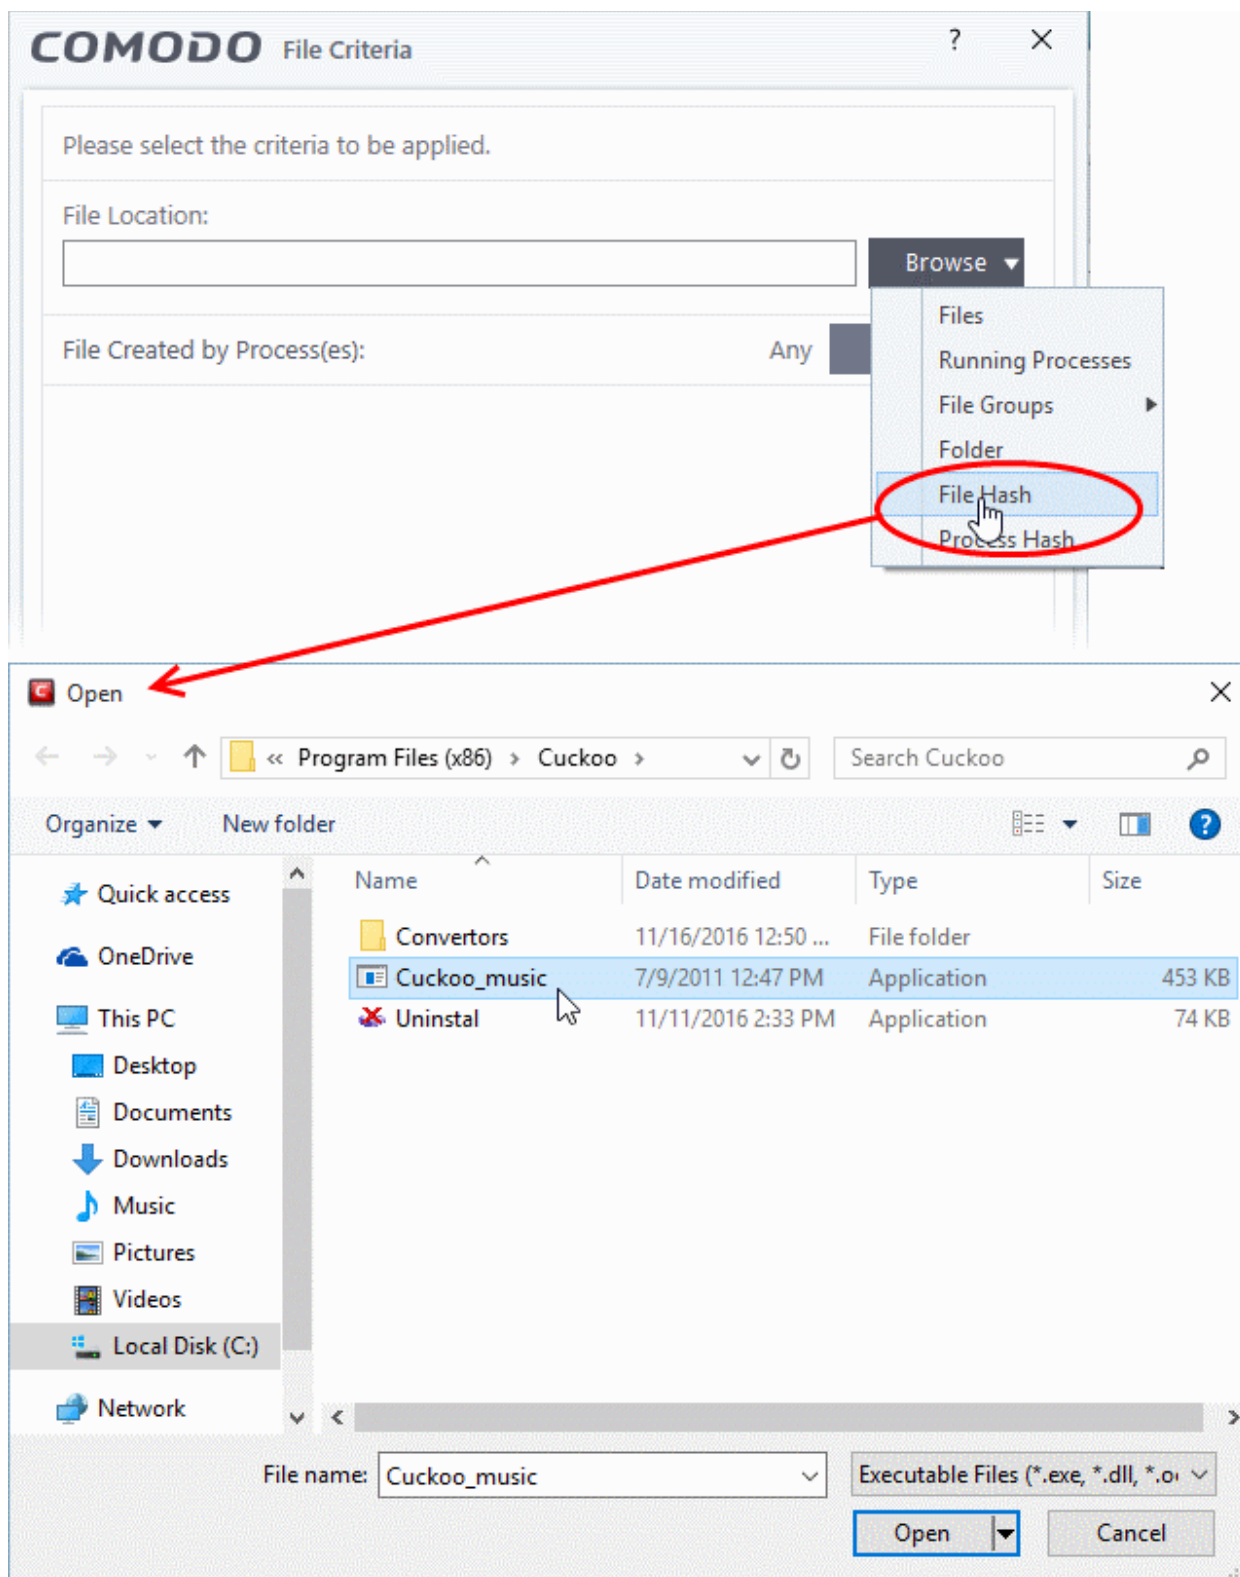 COMODO File Criteria ?
Please select the criteria to be applied.
File Location:
Browse
Files
File Created by Process(es): Any
Running Processes
File Groups
Folder
File Hash
Process Hash
Open
« Program Files (x86) > Cuckoo >
Search Cuckoo
Organize
New folder
?
Name Date modified Type Size
Convertors 11/16/2016 12:50 ... File folder
Cuckoo_music 7/9/2011 12:47 PM Application 453 KB
Uninstal 11/11/2016 2:33 PM Application 74 KB
Quick access
OneDrive
This PC
Desktop
Documents
Downloads
Music
Pictures
Videos
Local Disk (C:)
Network
File name: Cuckoo_music
Executable Files (*.exe, *.dll, *.o
Open
Cancel